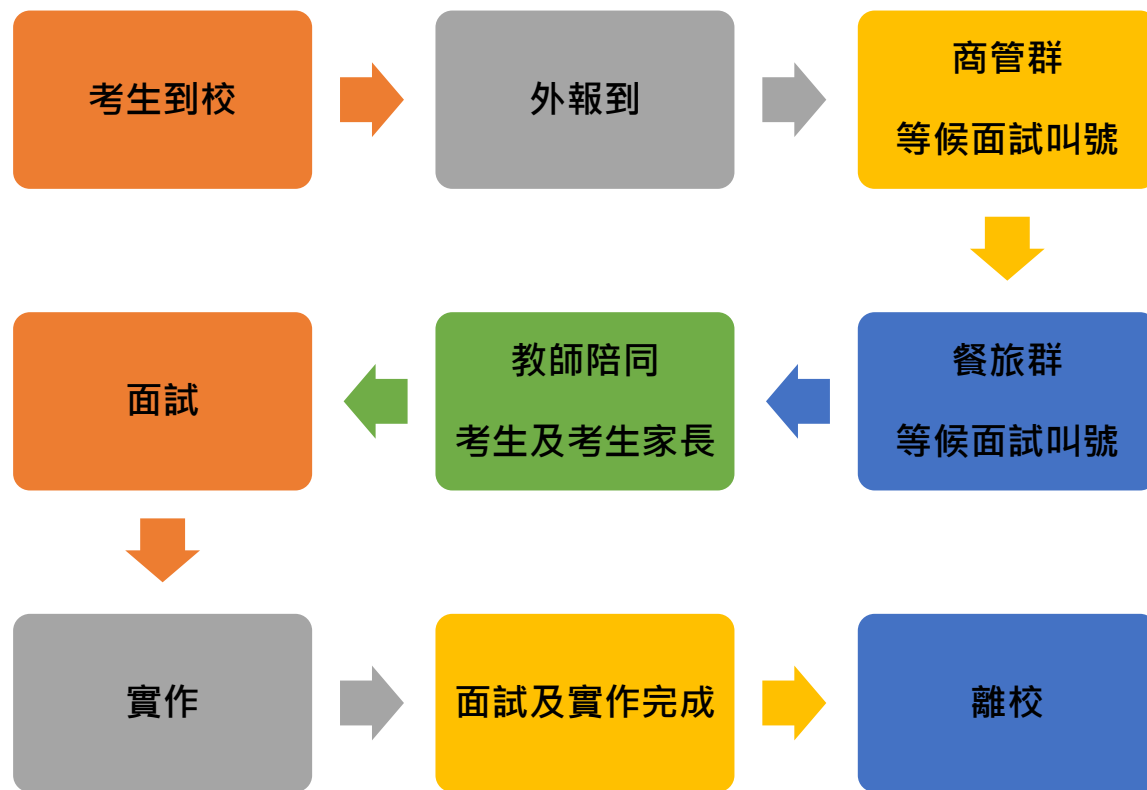 考生到校
外報到
商管群
等候面試叫號
餐旅群
等候面試叫號
教師陪同
考生及考生家長
面試
實作
面試及實作完成
離校